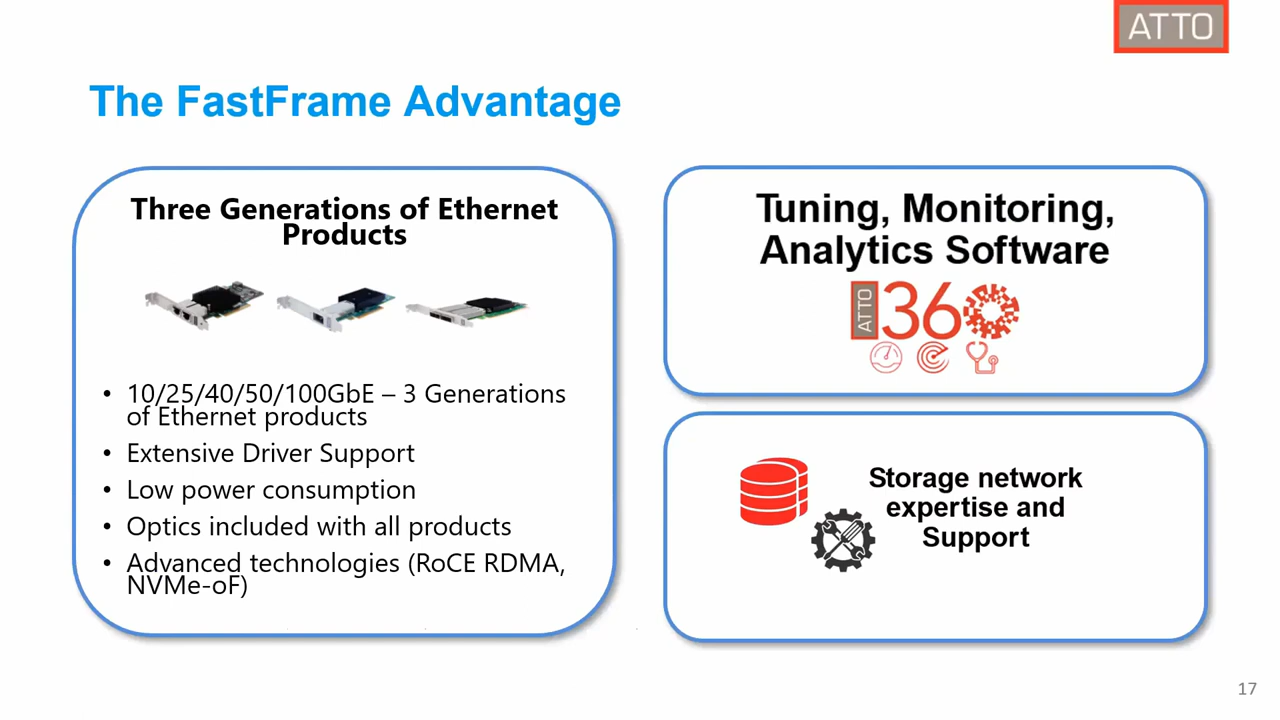 ATTO
The FastFrame Advantage
Three Generations of Ethernet
Products
• 10/25/40/50/100GbE – 3 Generations
of Ethernet products
• Extensive Driver Support
• Low power consumption
• Optics included with all products
• Advanced technologies (RoCE RDMA,
NVMe-oF)
Tuning, Monitoring,
Analytics Software
ATTO 360
Storage network
expertise and
Support
17